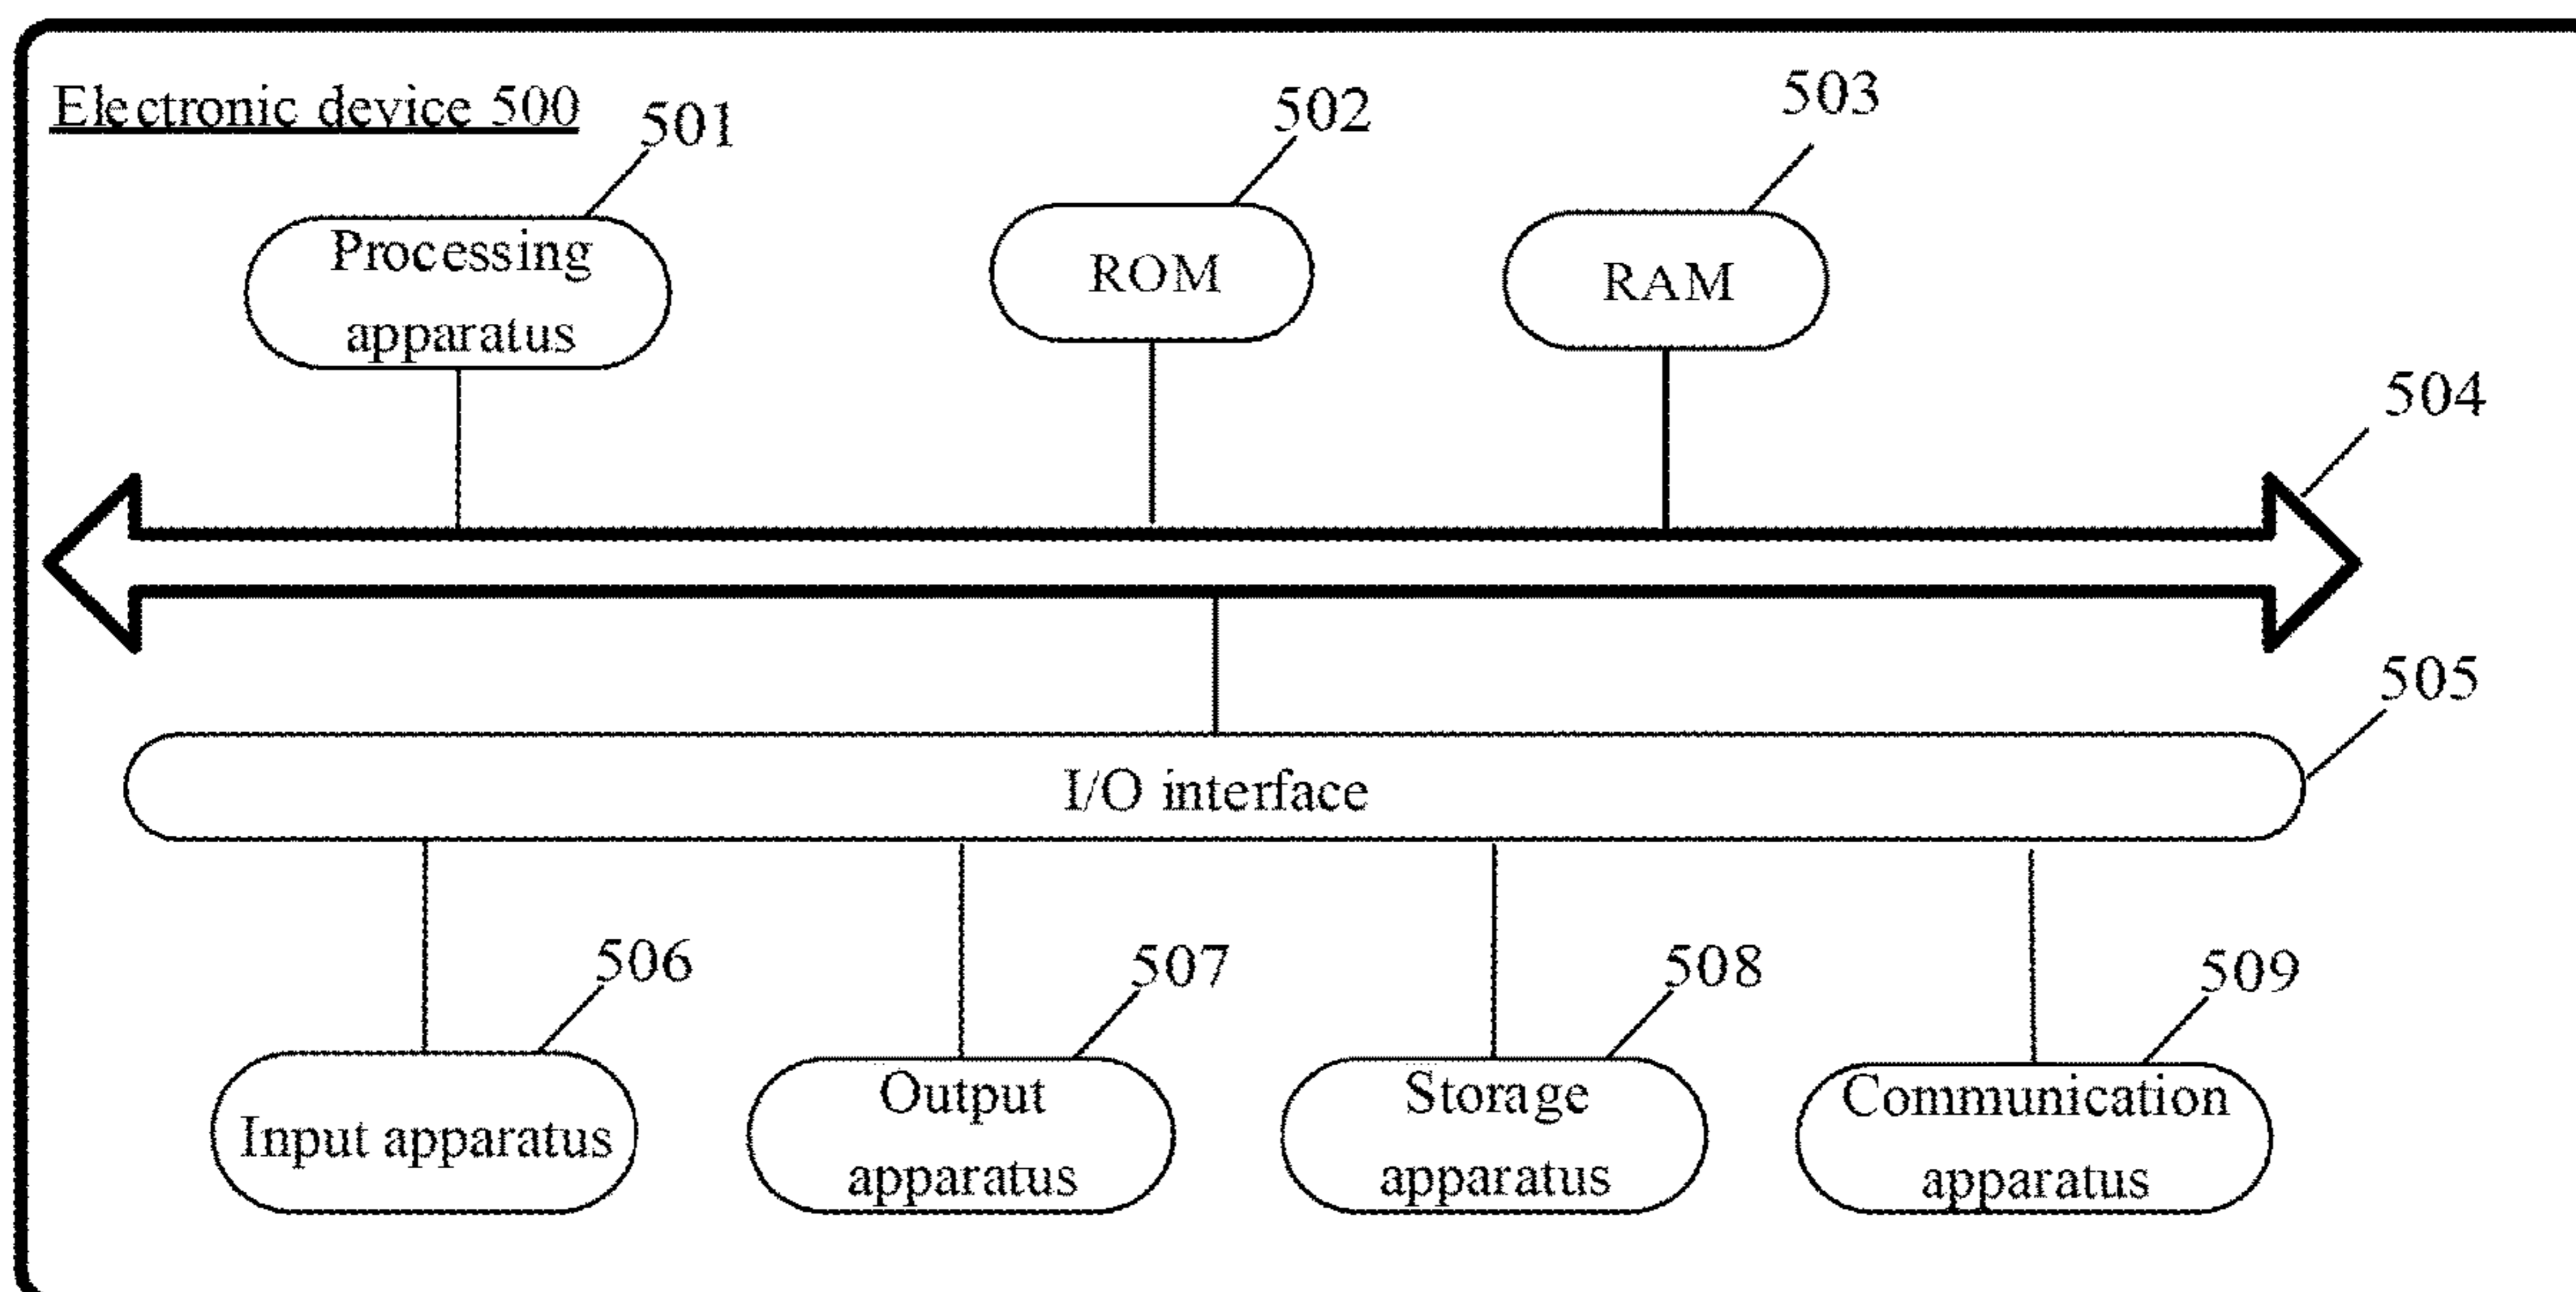 Electronic device 500
501
502
503
Processing
apparatus
ROM
RAM
504
505
I/O interface
506
507
508
509
Input apparatus
Output
apparatus
Storage
apparatus
Communication
apparatus